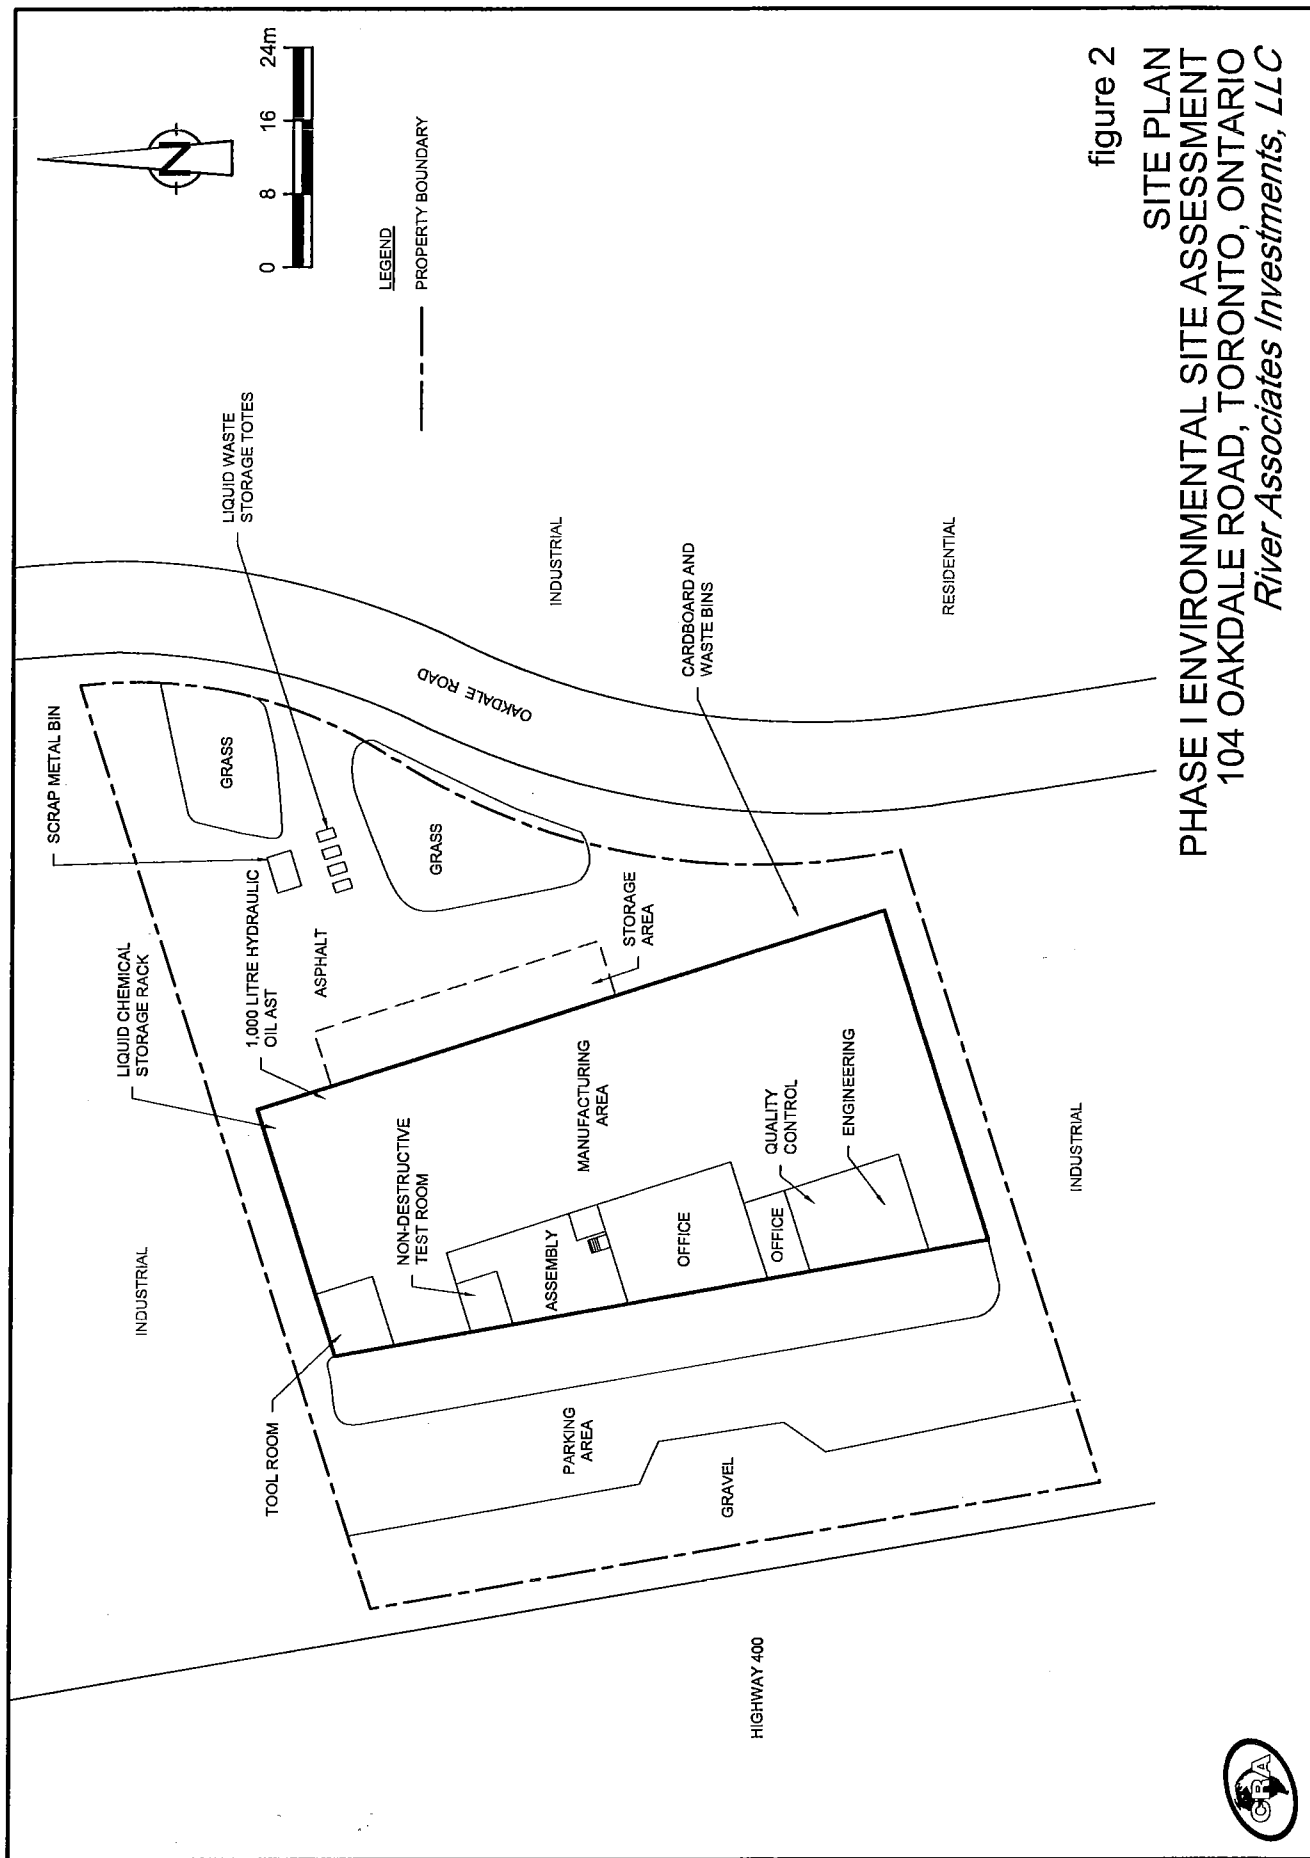 SCRAP METAL BIN
LIQUID CHEMICAL
STORAGE RACK
1,000 LITRE HYDRAULIC
OIL AST
TOOL ROOM
LIQUID WASTE
STORAGE TOTES
GRASS
ASPHALT
GRASS
OAKDALE ROAD
STORAGE
AREA
CARDBOARD AND
WASTE BINS
NON-DESTRUCTIVE
TEST ROOM
MANUFACTURING
AREA
ASSEMBLY
OFFICE
OFFICE
QUALITY
CONTROL
ENGINEERING
PARKING
AREA
GRAVEL
HIGHWAY 400
INDUSTRIAL
INDUSTRIAL
INDUSTRIAL
RESIDENTIAL
N
0 8 16 24m
LEGEND
PROPERTY BOUNDARY
figure 2
SITE PLAN
PHASE I ENVIRONMENTAL SITE ASSESSMENT
104 OAKDALE ROAD, TORONTO, ONTARIO
River Associates Investments, LLC
CRA